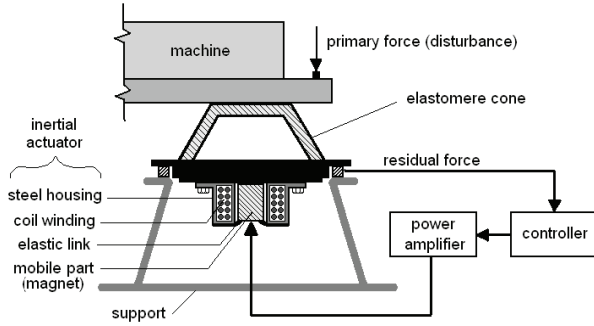 machine
primary force (disturbance)
elastomere cone
inertial
actuator
residual force
steel housing
coil winding
elastic link
mobile part
(magnet)
power
amplifier
controller
support